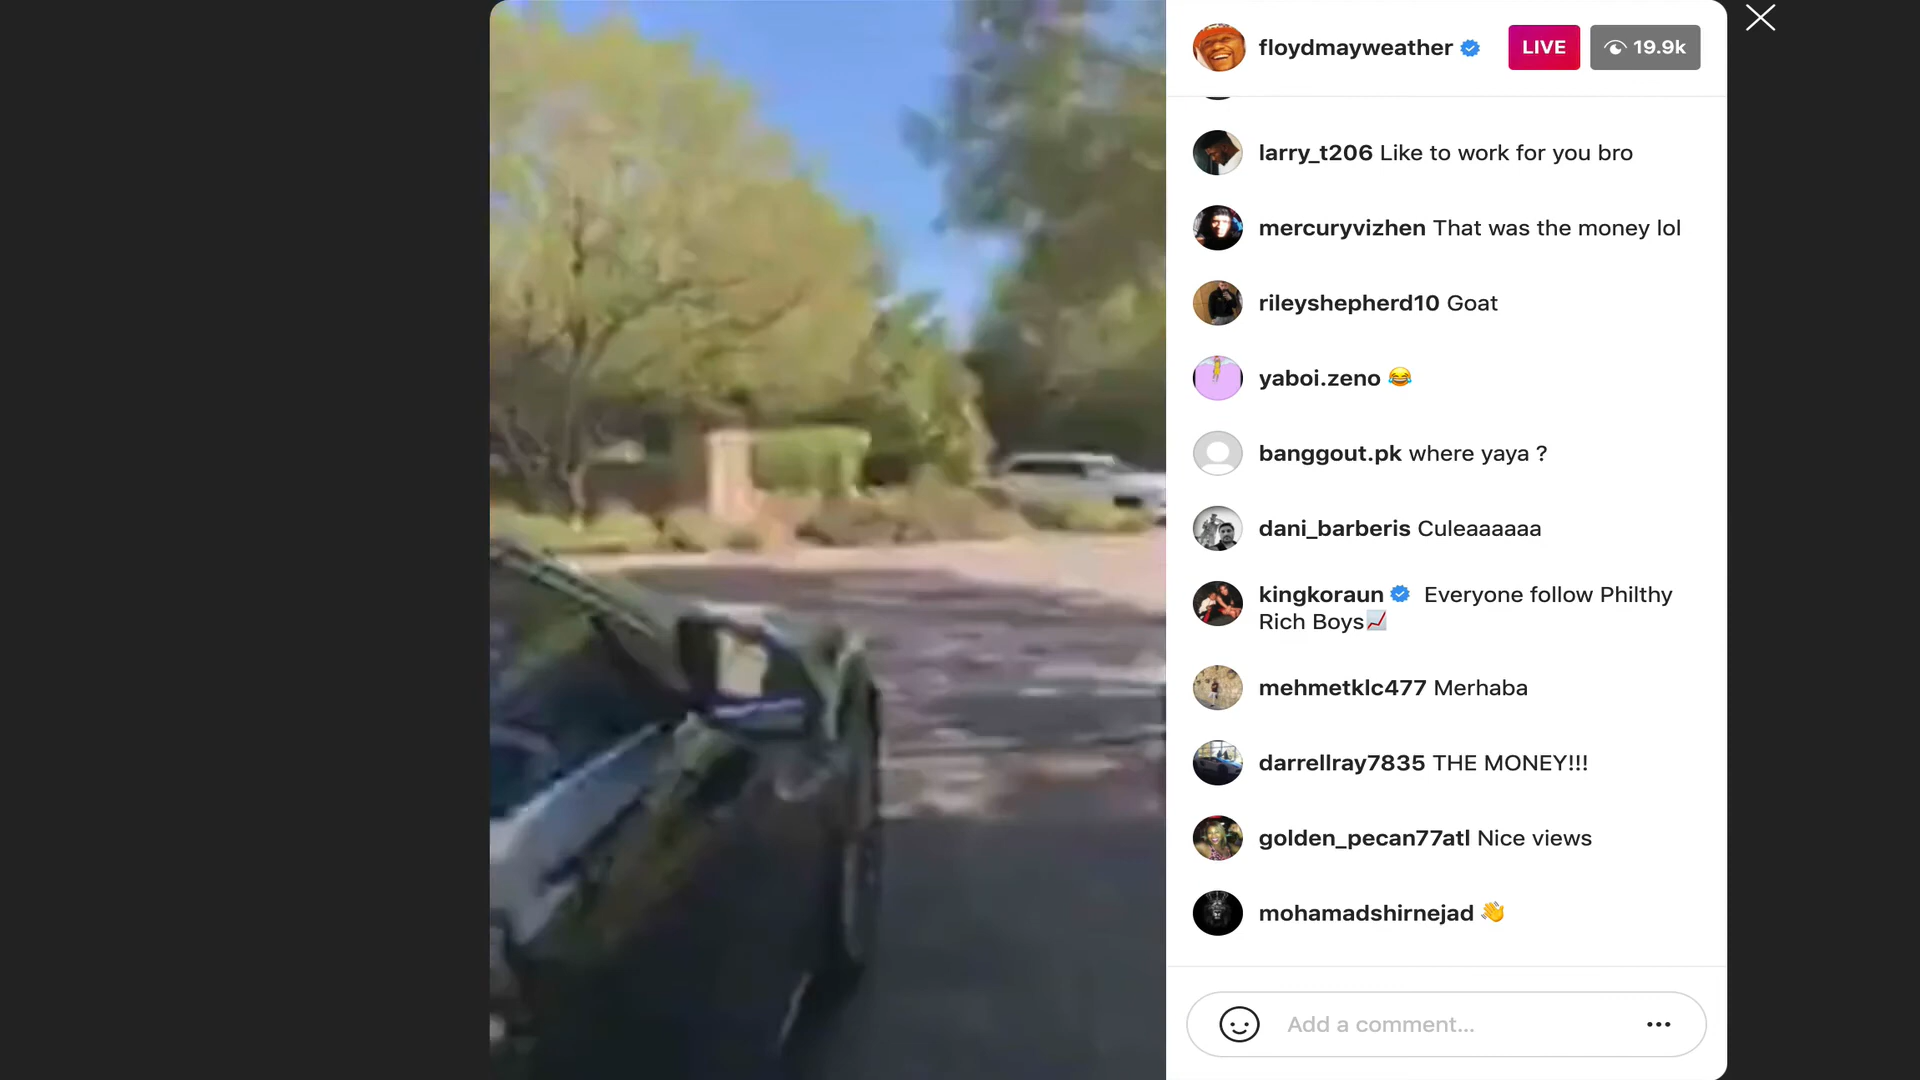 floydmayweather LIVE 19.9k
larry_t206 Like to work for you bro
mercuryvizhen That was the money lol
rileyshepherd10 Goat
yaboi.zeno 😂
banggout.pk where yaya ?
dani_barberis Culeaaaaaa
kingkoraun Everyone follow Philthy
Rich Boys📈
mehmetklc477 Merhaba
darrellray7835 THE MONEY!!!
golden_pecan77atl Nice views
mohamadshirnejad 👋
Add a comment...